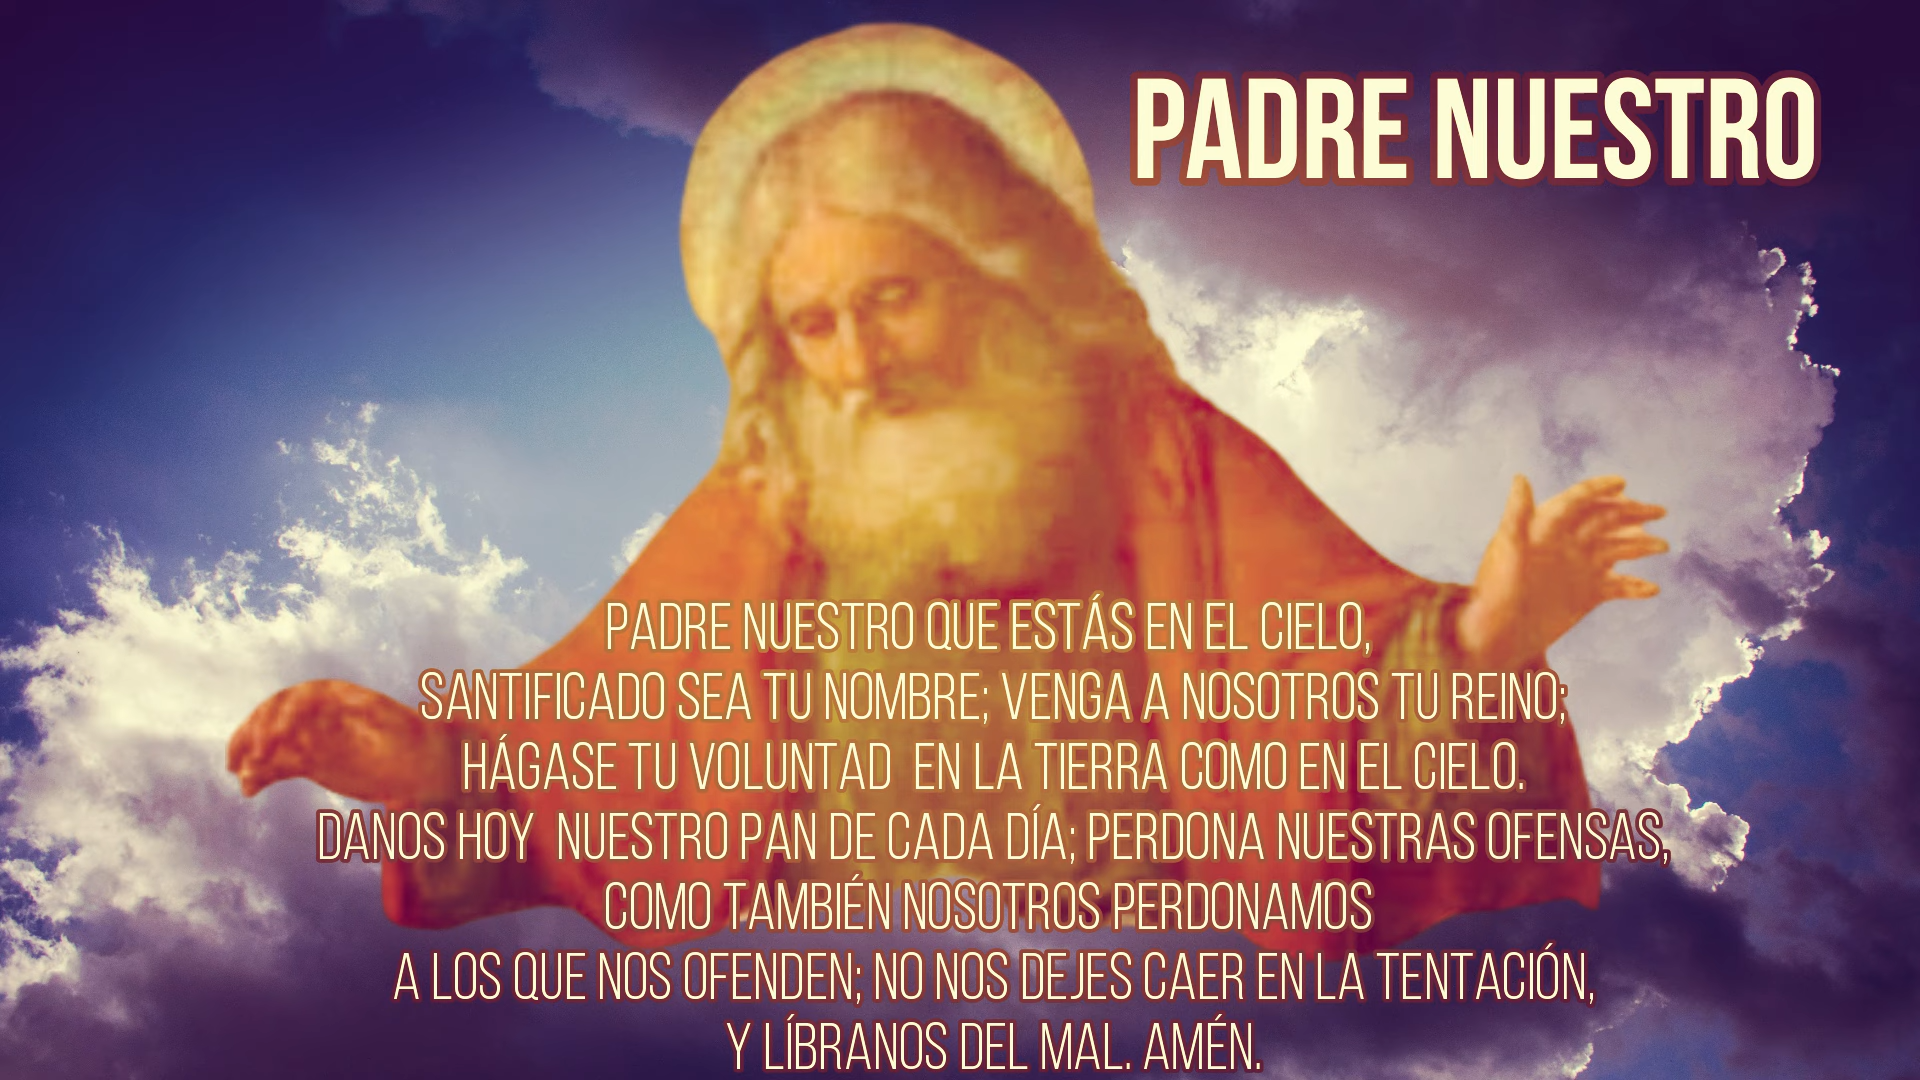 PADRE NUESTRO
PADRE NUESTRO QUE ESTÁS EN EL CIELO,
SANTIFICADO SEA TU NOMBRE; VENGA A NOSOTROS TU REINO;
HÁGASE TU VOLUNTAD EN LA TIERRA COMO EN EL CIELO.
DANOS HOY NUESTRO PAN DE CADA DÍA; PERDONA NUESTRAS OFENSAS,
COMO TAMBIÉN NOSOTROS PERDONAMOS
A LOS QUE NOS OFENDEN; NO NOS DEJES CAER EN LA TENTACIÓN,
Y LÍBRANOS DEL MAL. AMÉN.